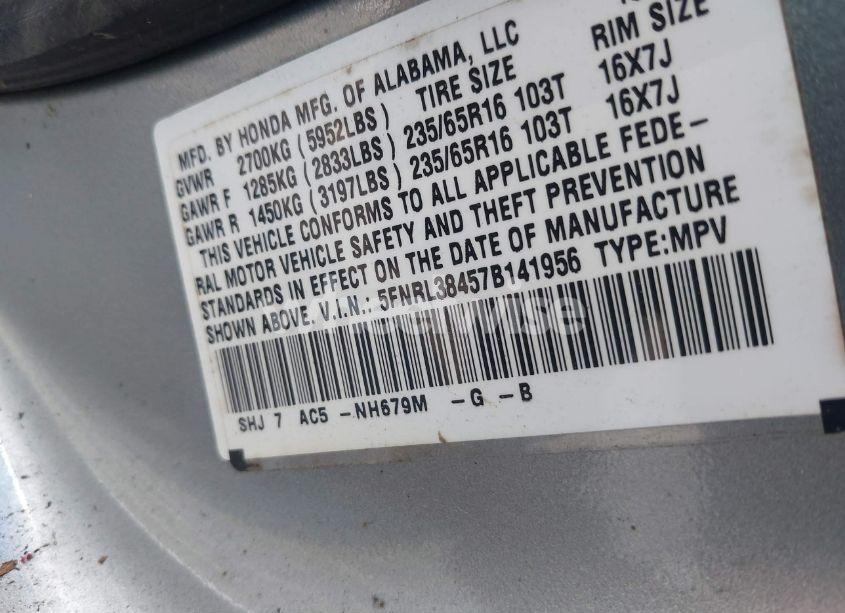 MFD. BY HONDA MFG. OF ALABAMA, LLC
GVWR 2700KG (5952LBS) TIRE SIZE RIM SIZE
GAWR F 1285KG (2833LBS) 235/65R16 103T 16X7J
GAWR R 1450KG (3197LBS) 235/65R16 103T 16X7J
THIS VEHICLE CONFORMS TO ALL APPLICABLE FEDE-
RAL MOTOR VEHICLE SAFETY AND THEFT PREVENTION
STANDARDS IN EFFECT ON THE DATE OF MANUFACTURE
SHOWN ABOVE. V.I.N.: 5FNRL38457B141956 TYPE:MPV
SHJ 7 AC5 -NH679M -G -B